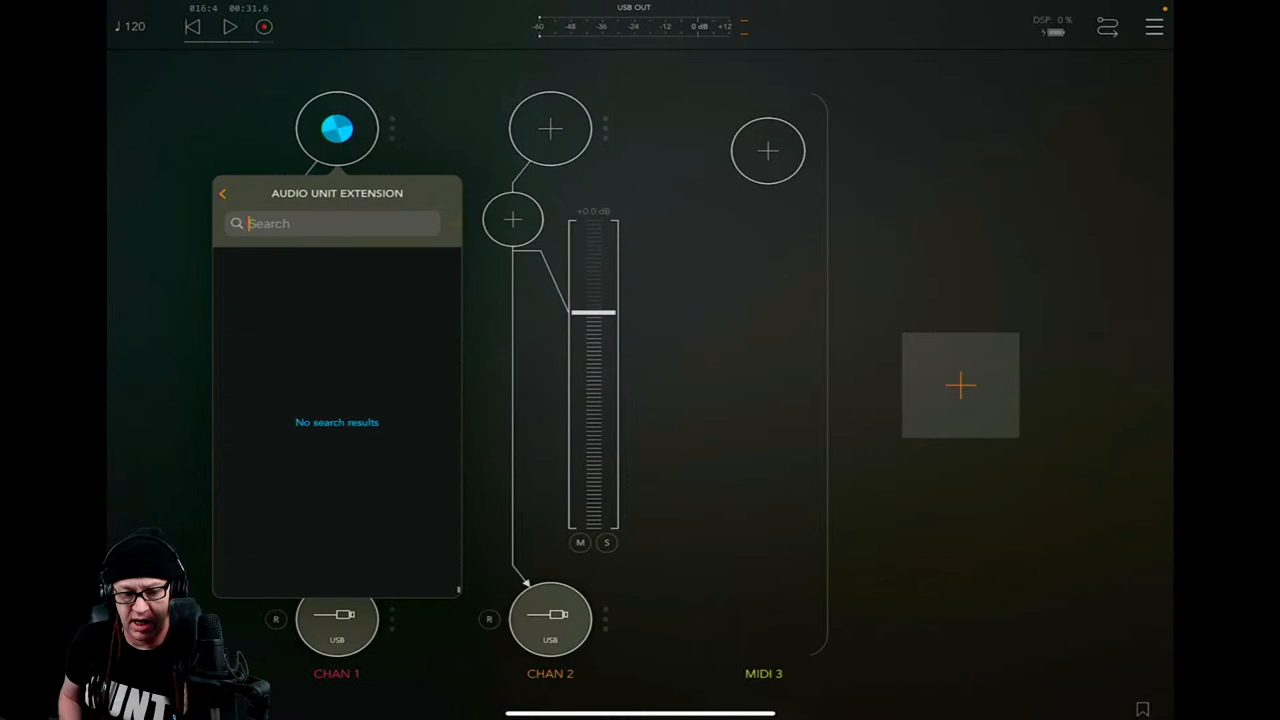 016:4 00:31.6
USB OUT
♩ 120
-60 -48 -36 -24 -12 0 dB +12
DSP: 0 %
AUDIO UNIT EXTENSION
Search
+0.0 dB
No search results
M S
R
USB
R
USB
CHAN 1
CHAN 2
MIDI 3
UNT